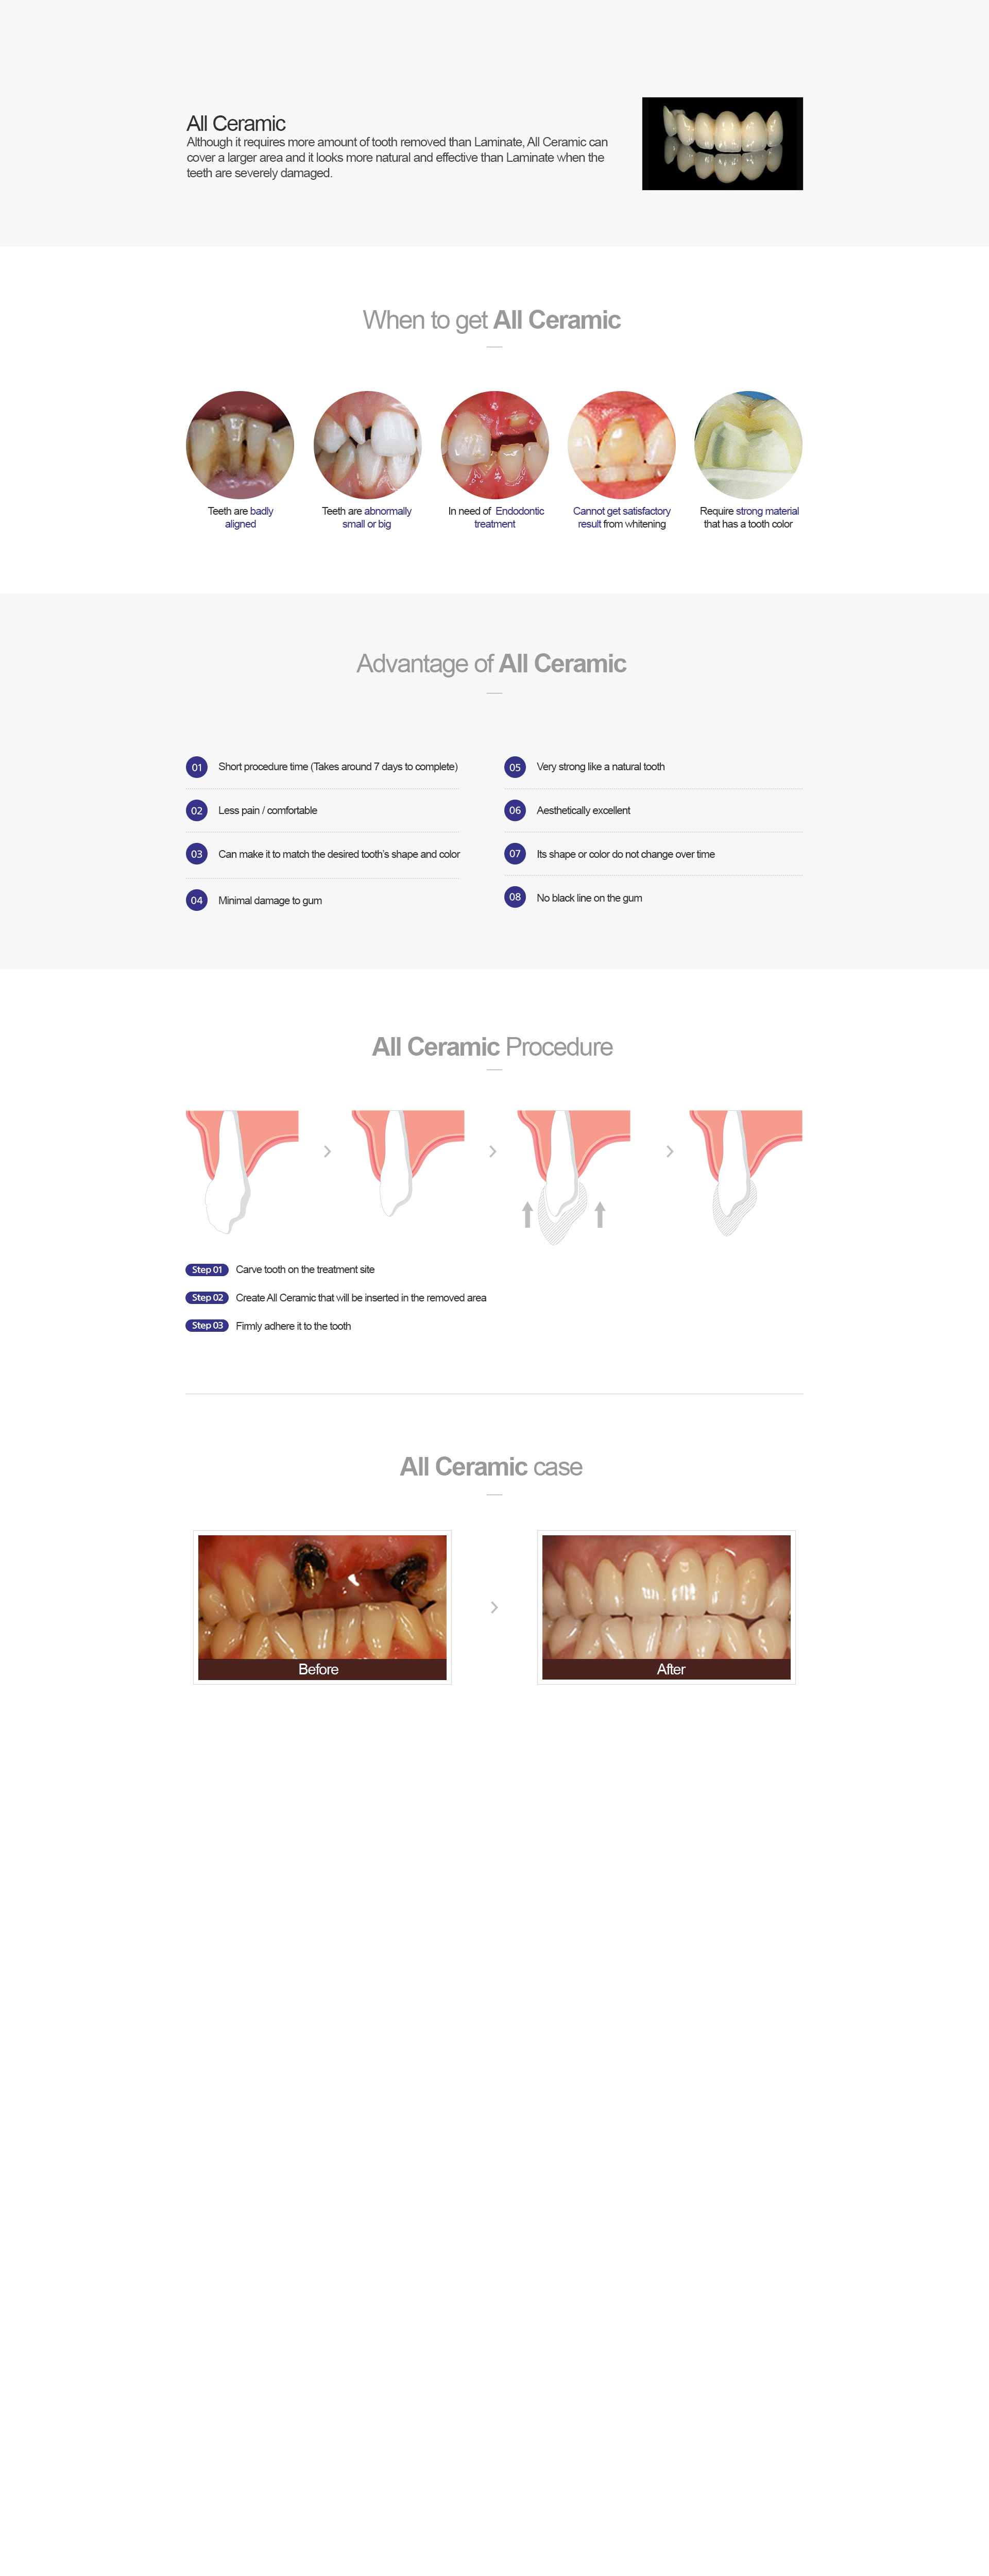 All Ceramic
Although it requires more amount of tooth removed than Laminate, All Ceramic can
cover a larger area and it looks more natural and effective than Laminate when the
teeth are severely damaged.
When to get All Ceramic
Teeth are badly
aligned
Teeth are abnormally
small or big
In need of Endodontic
treatment
Cannot get satisfactory
result from whitening
Require strong material
that has a tooth color
Advantage of All Ceramic
01 Short procedure time (Takes around 7 days to complete)
02 Less pain / comfortable
03 Can make it to match the desired tooth's shape and color
04 Minimal damage to gum
05 Very strong like a natural tooth
06 Aesthetically excellent
07 Its shape or color do not change over time
08 No black line on the gum
All Ceramic Procedure
Step 01 Carve tooth on the treatment site
Step 02 Create All Ceramic that will be inserted in the removed area
Step 03 Firmly adhere it to the tooth
All Ceramic case
Before
After